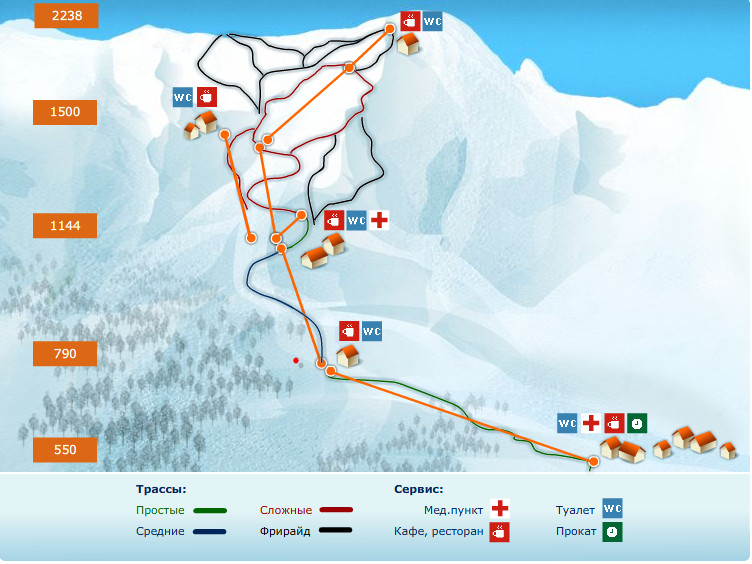 2238
WC
WC
1500
1144
WC
790
WC
WC
550
Трассы:
Сервис:
Простые
Сложные
Мед.пункт
Туалет WC
Средние
Фрирайд
Кафе, ресторан
Прокат